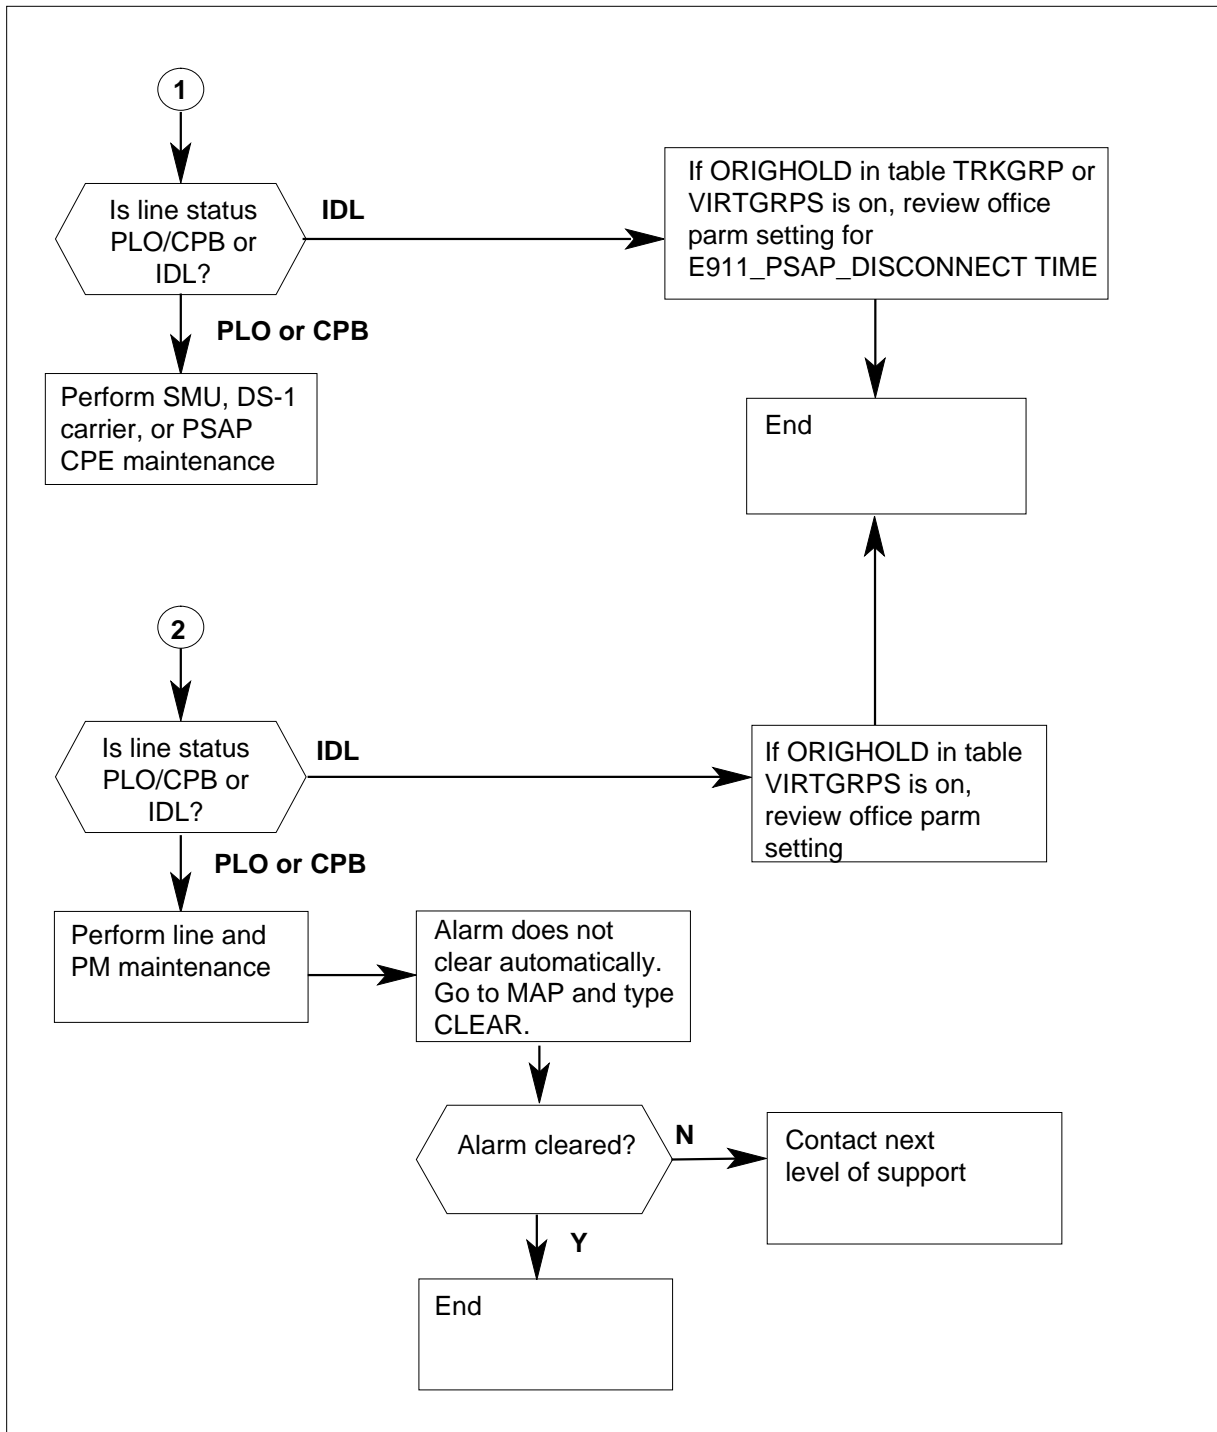 1
Is line status
PLO/CPB or
IDL?
IDL
If ORIGHOLD in table TRKGRP or
VIRTGRPS is on, review office
parm setting for
E911_PSAP_DISCONNECT TIME
PLO or CPB
Perform SMU, DS-1
carrier, or PSAP
CPE maintenance
End
2
Is line status
PLO/CPB or
IDL?
IDL
If ORIGHOLD in table
VIRTGRPS is on,
review office parm
setting
PLO or CPB
Perform line and
PM maintenance
Alarm does not
clear automatically.
Go to MAP and type
CLEAR.
Alarm cleared?
N
Contact next
level of support
Y
End